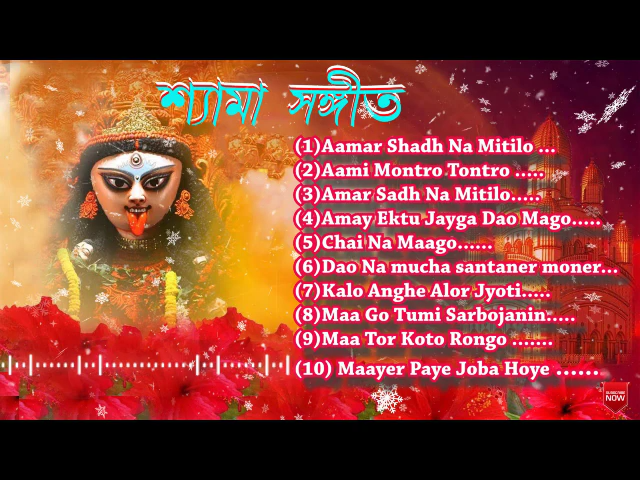 শ্যামা সঙ্গীত
(1)Aamar Shadh Na Mitilo ...
(2)Aami Montro Tontro .....
(3)Amar Sadh Na Mitilo.....
(4)Amay Ektu Jayga Dao Mago.....
(5)Chai Na Maago......
(6)Dao Na mucha santaner moner...
(7)Kalo Anghe Alor Jyoti.....
(8)Maa Go Tumi Sarbojanin.....
(9)Maa Tor Koto Rongo .......
(10) Maayer Paye Joba Hoye ......
SUBSCRIBE
NOW